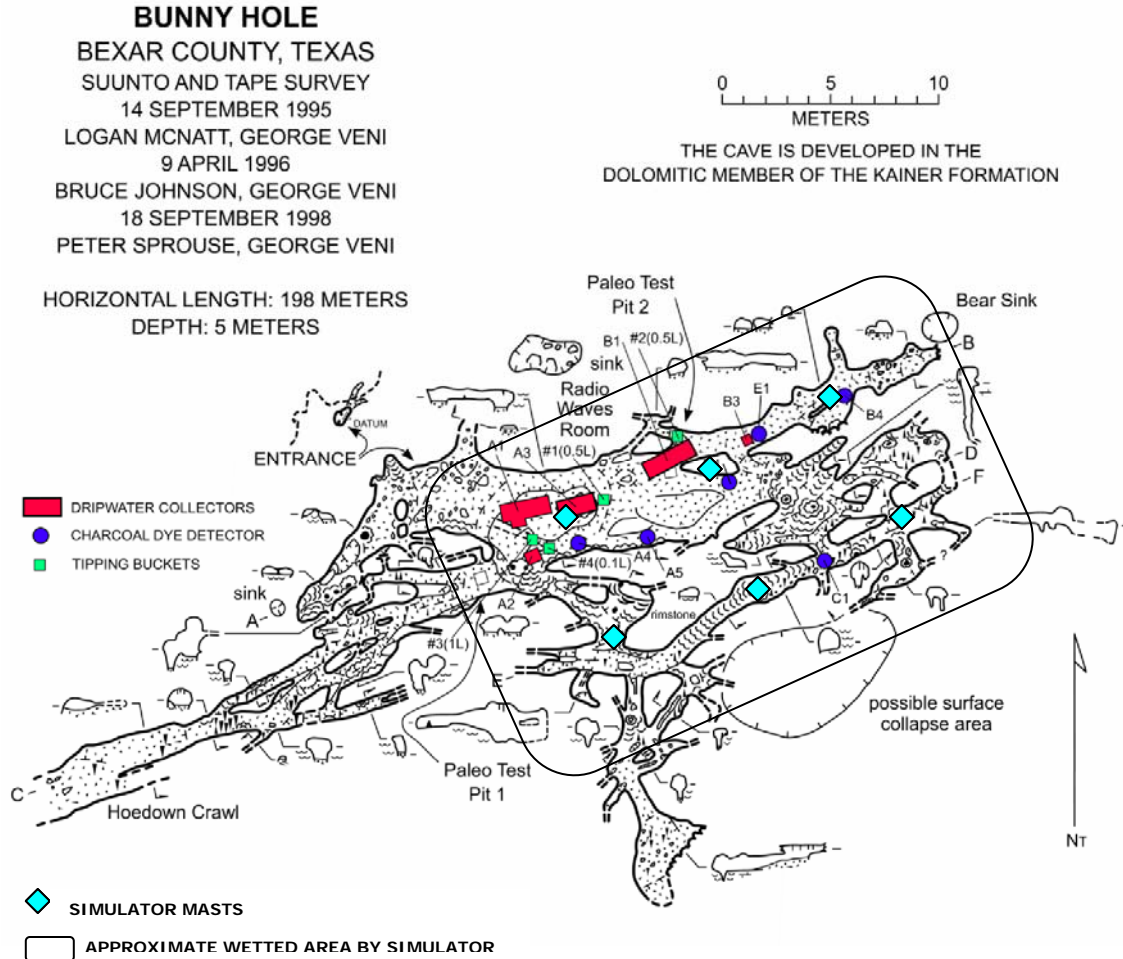 BUNNY HOLE
BEXAR COUNTY, TEXAS
SUUNTO AND TAPE SURVEY
14 SEPTEMBER 1995
LOGAN MCNATT, GEORGE VENI
9 APRIL 1996
BRUCE JOHNSON, GEORGE VENI
18 SEPTEMBER 1998
PETER SPROUSE, GEORGE VENI
HORIZONTAL LENGTH: 198 METERS
DEPTH: 5 METERS
0 5 10
METERS
THE CAVE IS DEVELOPED IN THE
DOLOMITIC MEMBER OF THE KAINER FORMATION
Paleo Test
Pit 2
Bear Sink
B1 #2(0.5L)
B
sink
E1
B3
B4
Radio
Waves
Room
DATUM
ENTRANCE
A1
A3 #1(0.5L)
D
F
DRIPWATER COLLECTORS
CHARCOAL DYE DETECTOR
TIPPING BUCKETS
#4(0.1L)
A4
A5
?
C1
sink
A
A2
rimstone
#3(1L)
E
possible surface
collapse area
Paleo Test
Pit 1
C
Hoedown Crawl
NT
SIMULATOR MASTS
APPROXIMATE WETTED AREA BY SIMULATOR